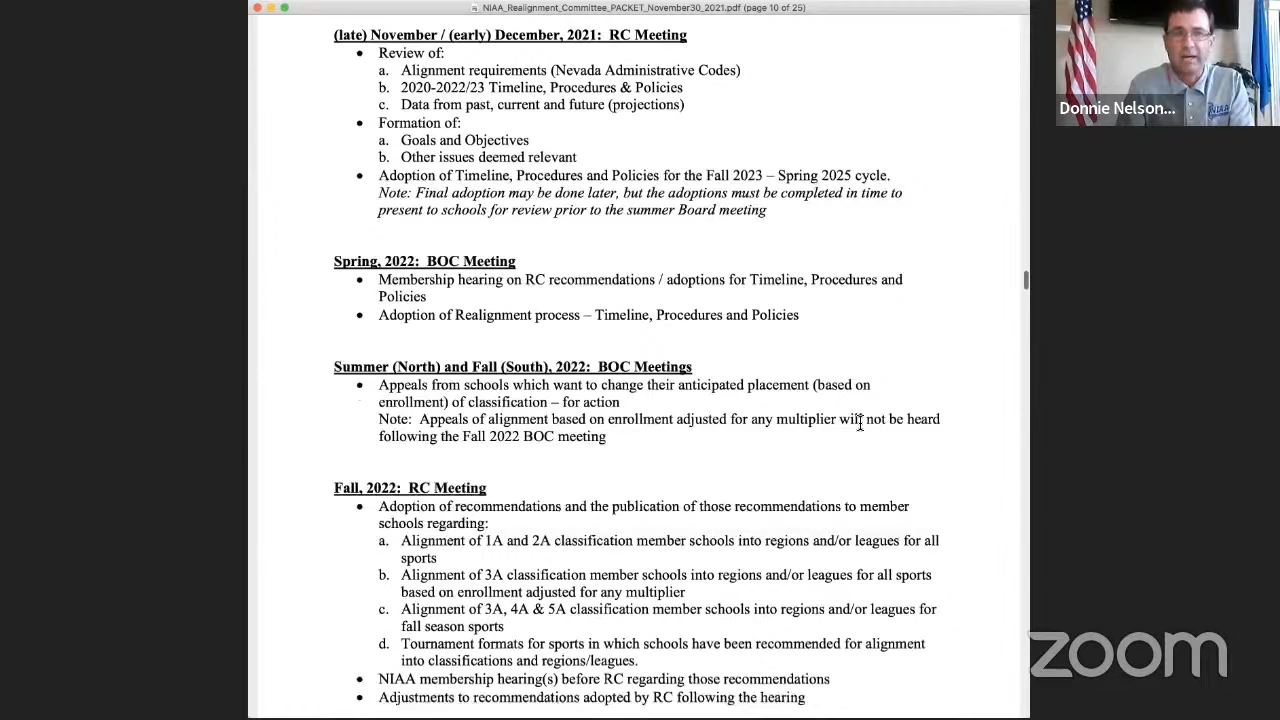 NIAA_Realignment_Committee_PACKET_November30_2021.pdf (page 10 of 25)
(late) November / (early) December, 2021: RC Meeting
• Review of:
a. Alignment requirements (Nevada Administrative Codes)
b. 2020-2022/23 Timeline, Procedures & Policies
c. Data from past, current and future (projections)
• Formation of:
a. Goals and Objectives
b. Other issues deemed relevant
• Adoption of Timeline, Procedures and Policies for the Fall 2023 – Spring 2025 cycle.
Note: Final adoption may be done later, but the adoptions must be completed in time to
present to schools for review prior to the summer Board meeting
Spring, 2022: BOC Meeting
• Membership hearing on RC recommendations / adoptions for Timeline, Procedures and
Policies
• Adoption of Realignment process – Timeline, Procedures and Policies
Summer (North) and Fall (South), 2022: BOC Meetings
• Appeals from schools which want to change their anticipated placement (based on
enrollment) of classification – for action
Note: Appeals of alignment based on enrollment adjusted for any multiplier will not be heard
following the Fall 2022 BOC meeting
Fall, 2022: RC Meeting
• Adoption of recommendations and the publication of those recommendations to member
schools regarding:
a. Alignment of 1A and 2A classification member schools into regions and/or leagues for all
sports
b. Alignment of 3A classification member schools into regions and/or leagues for all sports
based on enrollment adjusted for any multiplier
c. Alignment of 3A, 4A & 5A classification member schools into regions and/or leagues for
fall season sports
d. Tournament formats for sports in which schools have been recommended for alignment
into classifications and regions/leagues.
• NIAA membership hearing(s) before RC regarding those recommendations
• Adjustments to recommendations adopted by RC following the hearing
Donnie Nelson...
NIAA
zoom